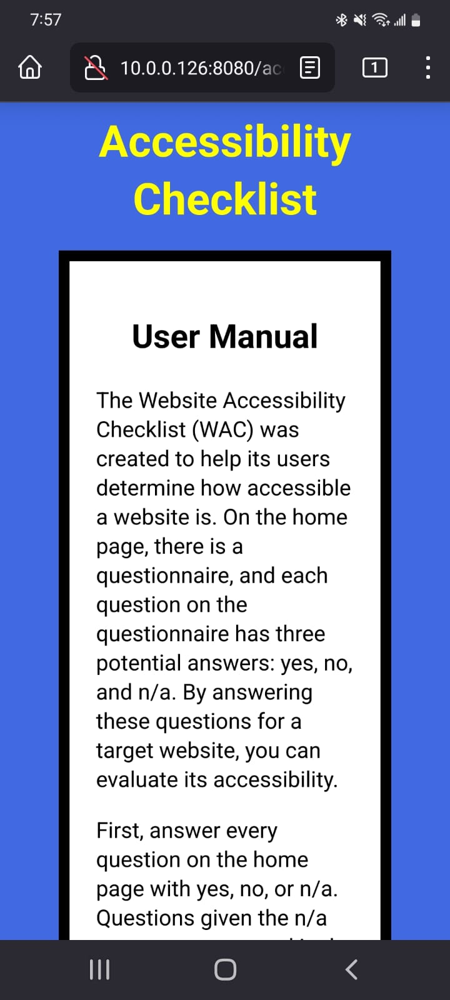 7:57
10.0.0.126:8080/ac
1
Accessibility
Checklist
User Manual
The Website Accessibility
Checklist (WAC) was
created to help its users
determine how accessible
a website is. On the home
page, there is a
questionnaire, and each
question on the
questionnaire has three
potential answers: yes, no,
and n/a. By answering
these questions for a
target website, you can
evaluate its accessibility.
First, answer every
question on the home
page with yes, no, or n/a.
Questions given the n/a